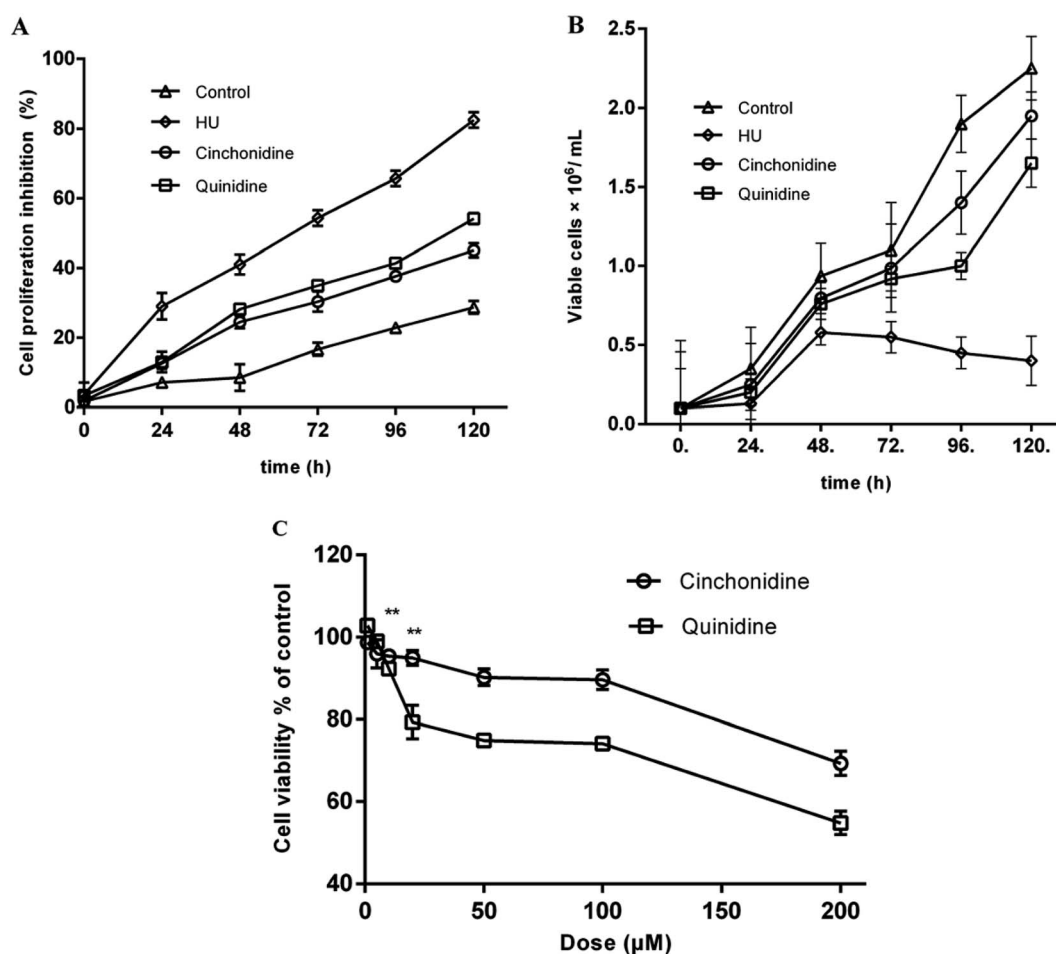 A
Cell proliferation inhibition (%)
100
80
60
40
20
0
Control
HU
Cinchonidine
Quinidine
0 24 48 72 96 120
time (h)
B
Viable cells × 10⁶/ mL
2.5
2.0
1.5
1.0
0.5
0.0
Control
HU
Cinchonidine
Quinidine
0. 24. 48. 72. 96. 120.
time (h)
C
Cell viability % of control
120
100
80
60
40
Cinchonidine
Quinidine
**
**
0 50 100 150 200
Dose (µM)